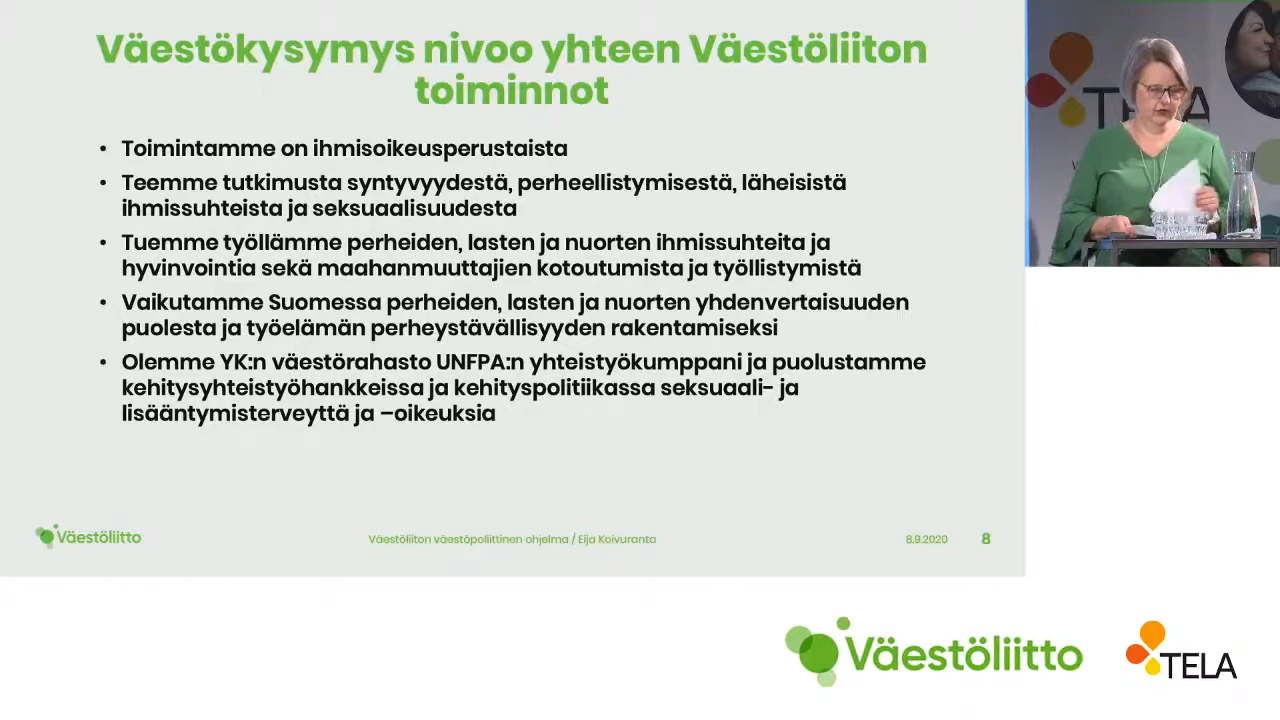 Väestökysymys nivoo yhteen Väestöliiton
toiminnot
• Toimintamme on ihmisoikeusperustaista
• Teemme tutkimusta syntyvyydestä, perheellistymisestä, läheisistä
ihmissuhteista ja seksuaalisuudesta
• Tuemme työllämme perheiden, lasten ja nuorten ihmissuhteita ja
hyvinvointia sekä maahanmuuttajien kotoutumista ja työllistymistä
• Vaikutamme Suomessa perheiden, lasten ja nuorten yhdenvertaisuuden
puolesta ja työelämän perheystävällisyyden rakentamiseksi
• Olemme YK:n väestörahasto UNFPA:n yhteistyökumppani ja puolustamme
kehitysyhteistyöhankkeissa ja kehityspolitiikassa seksuaali- ja
lisääntymisterveyttä ja –oikeuksia
Väestöliitto
Väestöliiton väestöpoliittinen ohjelma / Eija Koivuranta
8.9.2020
8
TELA
Väestöliitto
TELA